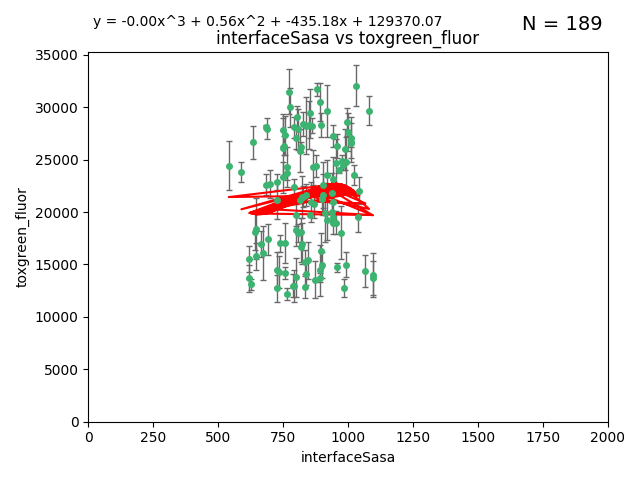 y = -0.00x^3 + 0.56x^2 + -435.18x + 129370.07
N = 189
interfaceSasa vs toxgreen_fluor
35000
30000
25000
20000
15000
10000
5000
0
toxgreen_fluor
0 250 500 750 1000 1250 1500 1750 2000
interfaceSasa